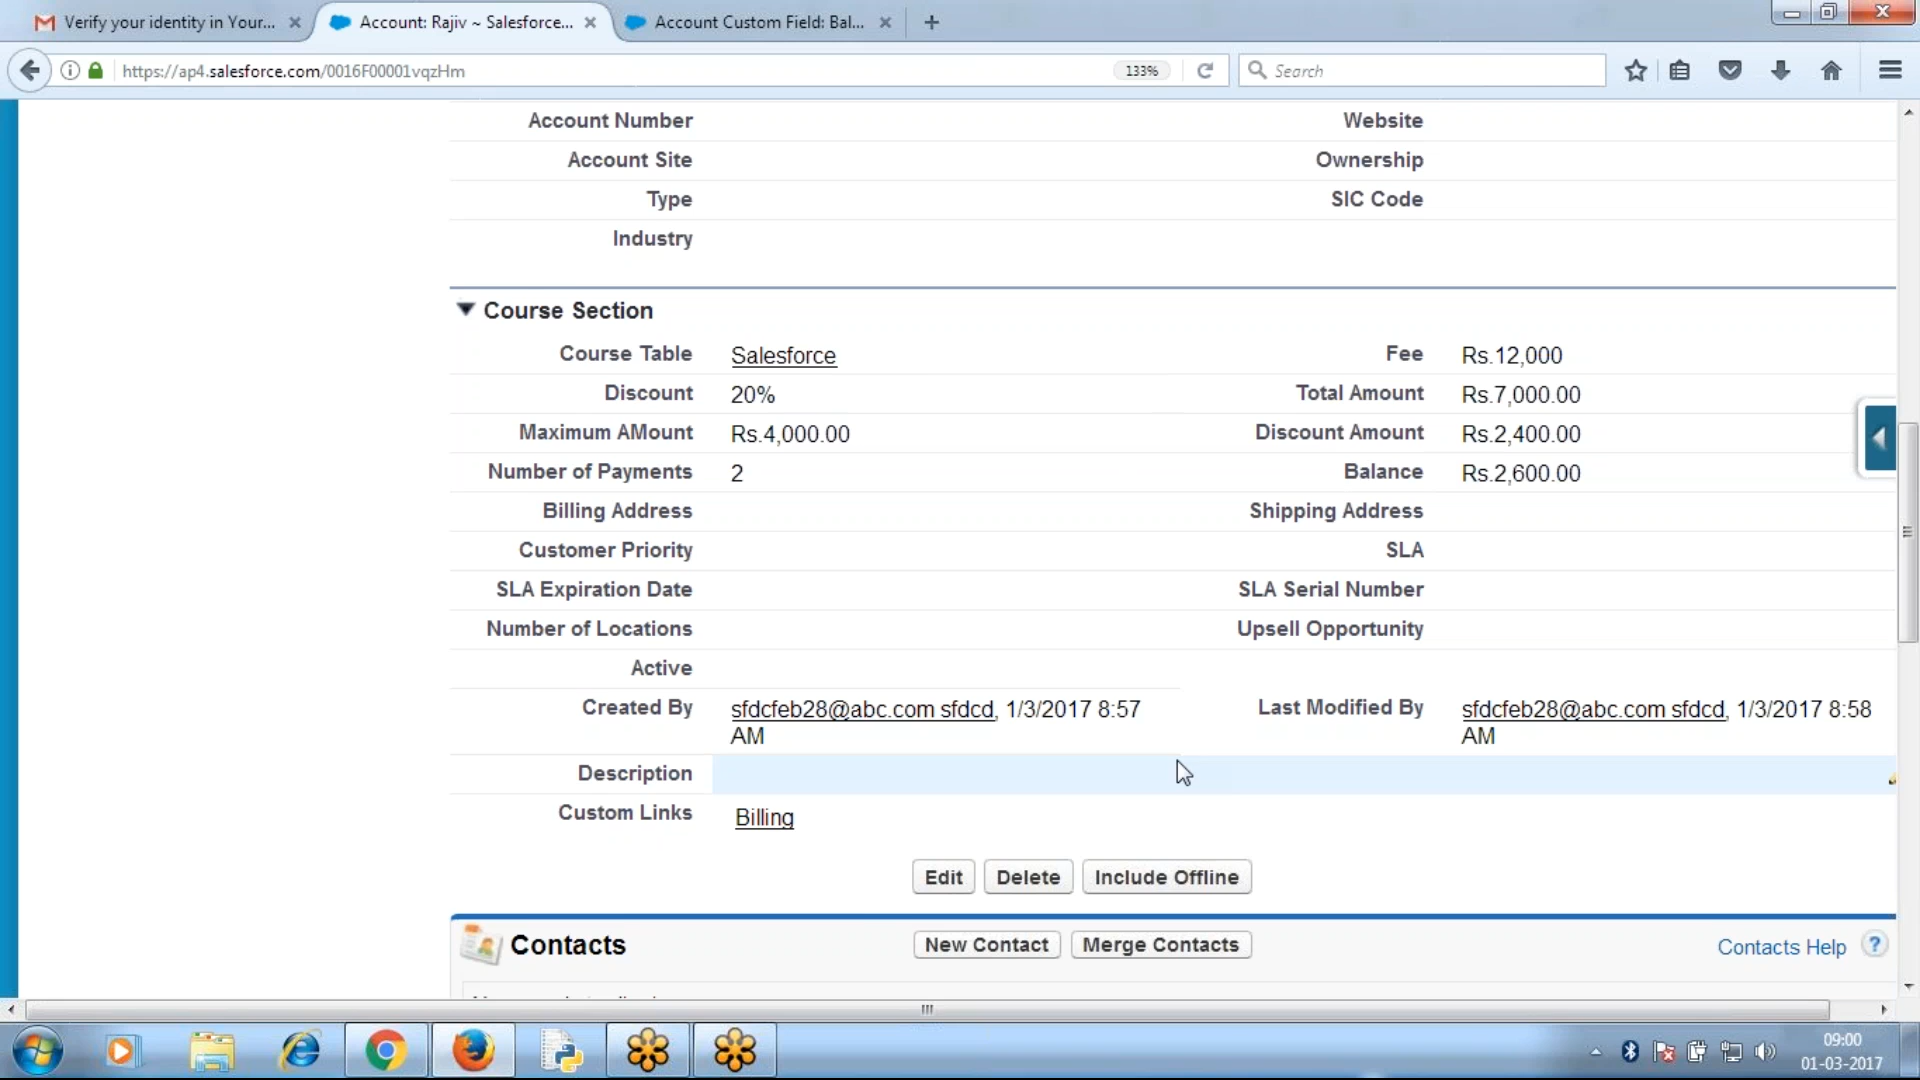 Verify your identity in Your...
Account: Rajiv ~ Salesforce...
Account Custom Field: Bal...
https://ap4.salesforce.com/0016F00001vqzHm
133%
Search
Account Number
Website
Account Site
Ownership
Type
SIC Code
Industry
Course Section
Course Table Salesforce
Fee Rs.12,000
Discount 20%
Total Amount Rs.7,000.00
Maximum AMount Rs.4,000.00
Discount Amount Rs.2,400.00
Number of Payments 2
Balance Rs.2,600.00
Billing Address
Shipping Address
Customer Priority
SLA
SLA Expiration Date
SLA Serial Number
Number of Locations
Upsell Opportunity
Active
Created By sfdcfeb28@abc.com sfdcd, 1/3/2017 8:57
AM
Last Modified By sfdcfeb28@abc.com sfdcd, 1/3/2017 8:58
AM
Description
Custom Links Billing
Edit
Delete
Include Offline
Contacts
New Contact
Merge Contacts
Contacts Help
?
09:00
01-03-2017